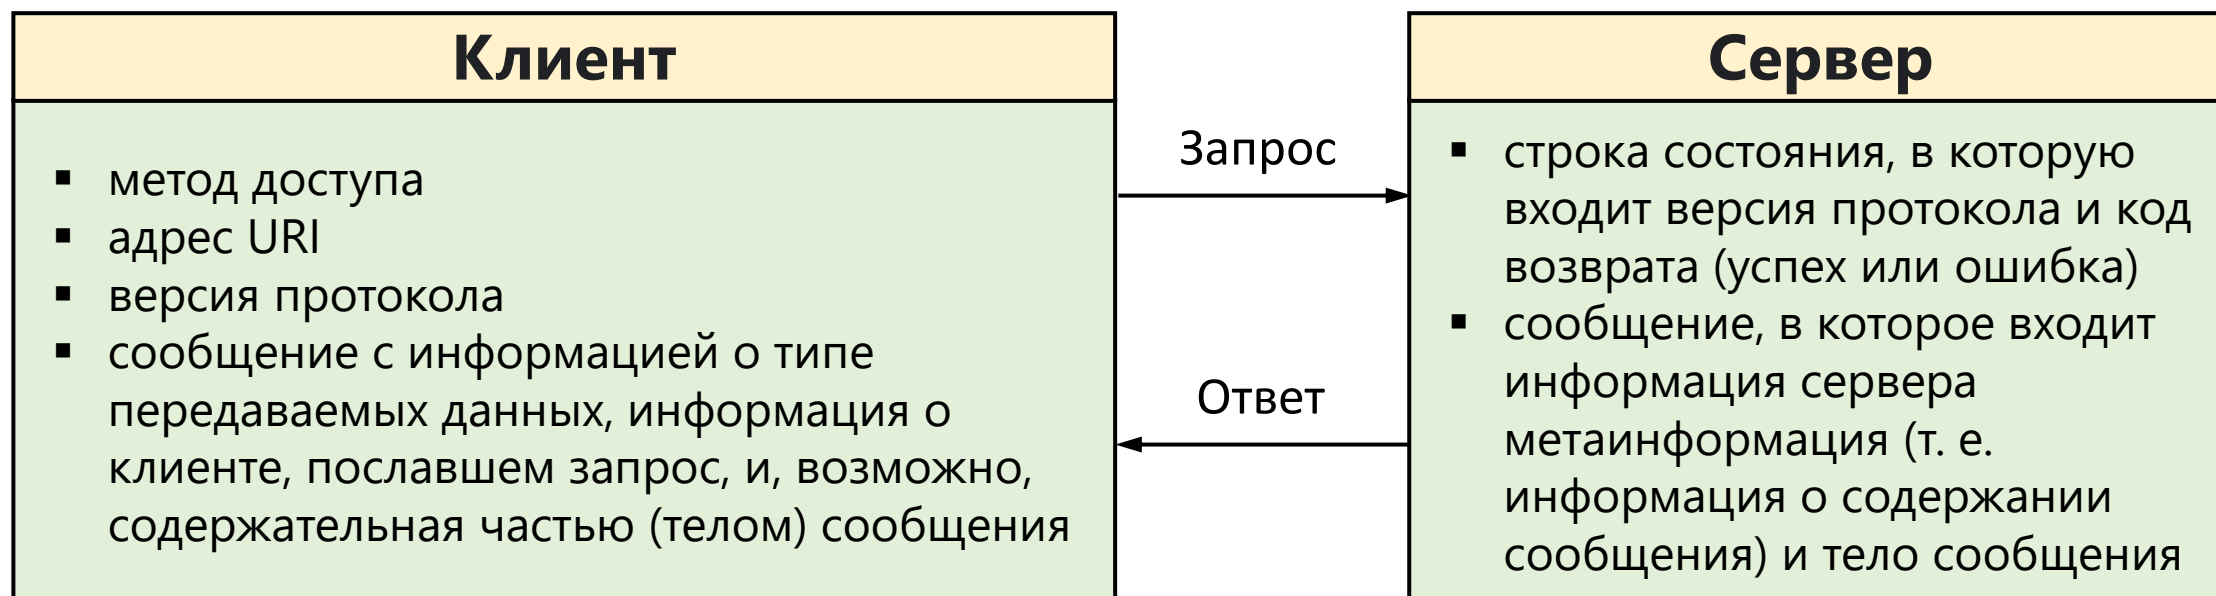 Клиент
▪ метод доступа
▪ адрес URI
▪ версия протокола
▪ сообщение с информацией о типе
передаваемых данных, информация о
клиенте, пославшем запрос, и, возможно,
содержательная частью (телом) сообщения
Запрос
Ответ
Сервер
▪ строка состояния, в которую
входит версия протокола и код
возврата (успех или ошибка)
▪ сообщение, в которое входит
информация сервера
метаинформация (т. е.
информация о содержании
сообщения) и тело сообщения